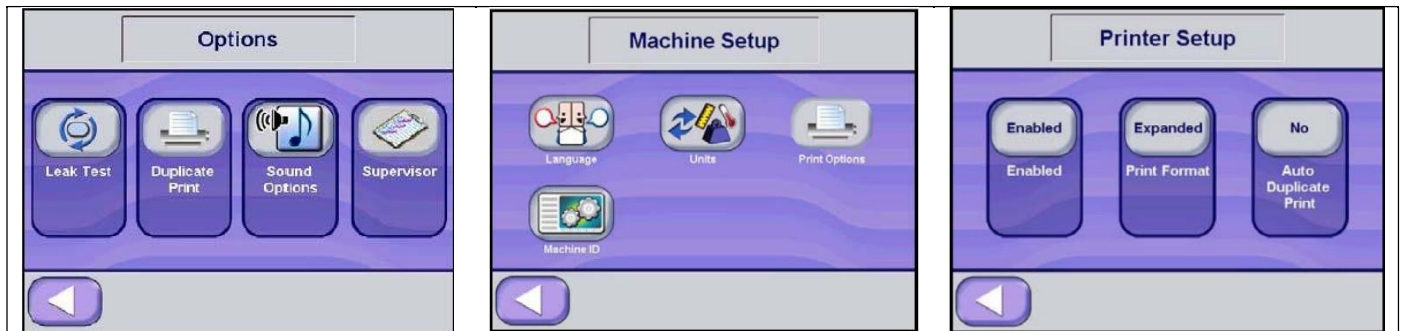 Options
Leak Test
Duplicate
Print
Sound
Options
Supervisor
Machine Setup
Language
Units
Print Options
Machine ID
Printer Setup
Enabled
Expanded
No
Enabled
Print Format
Auto
Duplicate
Print